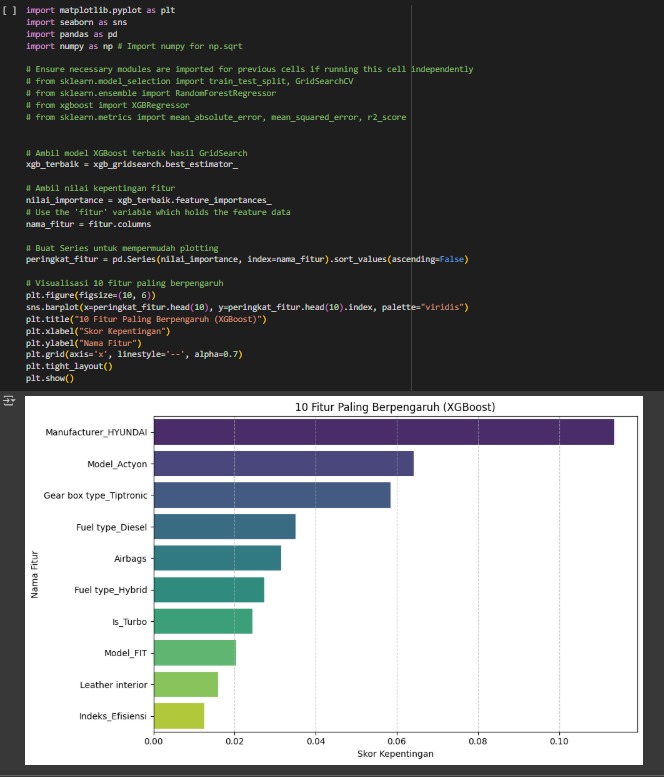 [ ] import matplotlib.pyplot as plt
import seaborn as sns
import pandas as pd
import numpy as np # Import numpy for np.sqrt
# Ensure necessary modules are imported for previous cells if running this cell independently
# from sklearn.model_selection import train_test_split, GridSearchCV
# from sklearn.ensemble import RandomForestRegressor
# from xgboost import XGBRegressor
# from sklearn.metrics import mean_absolute_error, mean_squared_error, r2_score
# Ambil model XGBoost terbaik hasil GridSearch
xgb_terbaik = xgb_gridsearch.best_estimator_
# Ambil nilai kepentingan fitur
nilai_importance = xgb_terbaik.feature_importances_
# Use the 'fitur' variable which holds the feature data
nama_fitur = fitur.columns
# Buat Series untuk mempermudah plotting
peringkat_fitur = pd.Series(nilai_importance, index=nama_fitur).sort_values(ascending=False)
# Visualisasi 10 fitur paling berpengaruh
plt.figure(figsize=(10, 6))
sns.barplot(x=peringkat_fitur.head(10), y=peringkat_fitur.head(10).index, palette="viridis")
plt.title("10 Fitur Paling Berpengaruh (XGBoost)")
plt.xlabel("Skor Kepentingan")
plt.ylabel("Nama Fitur")
plt.grid(axis='x', linestyle='--', alpha=0.7)
plt.tight_layout()
plt.show()
10 Fitur Paling Berpengaruh (XGBoost)
Manufacturer_HYUNDAI
Model_Actyon
Gear box type_Tiptronic
Fuel type_Diesel
Airbags
Fuel type_Hybrid
Is_Turbo
Model_FIT
Leather interior
Indeks_Efisiensi
Nama Fitur
0.00 0.02 0.04 0.06 0.08 0.10
Skor Kepentingan